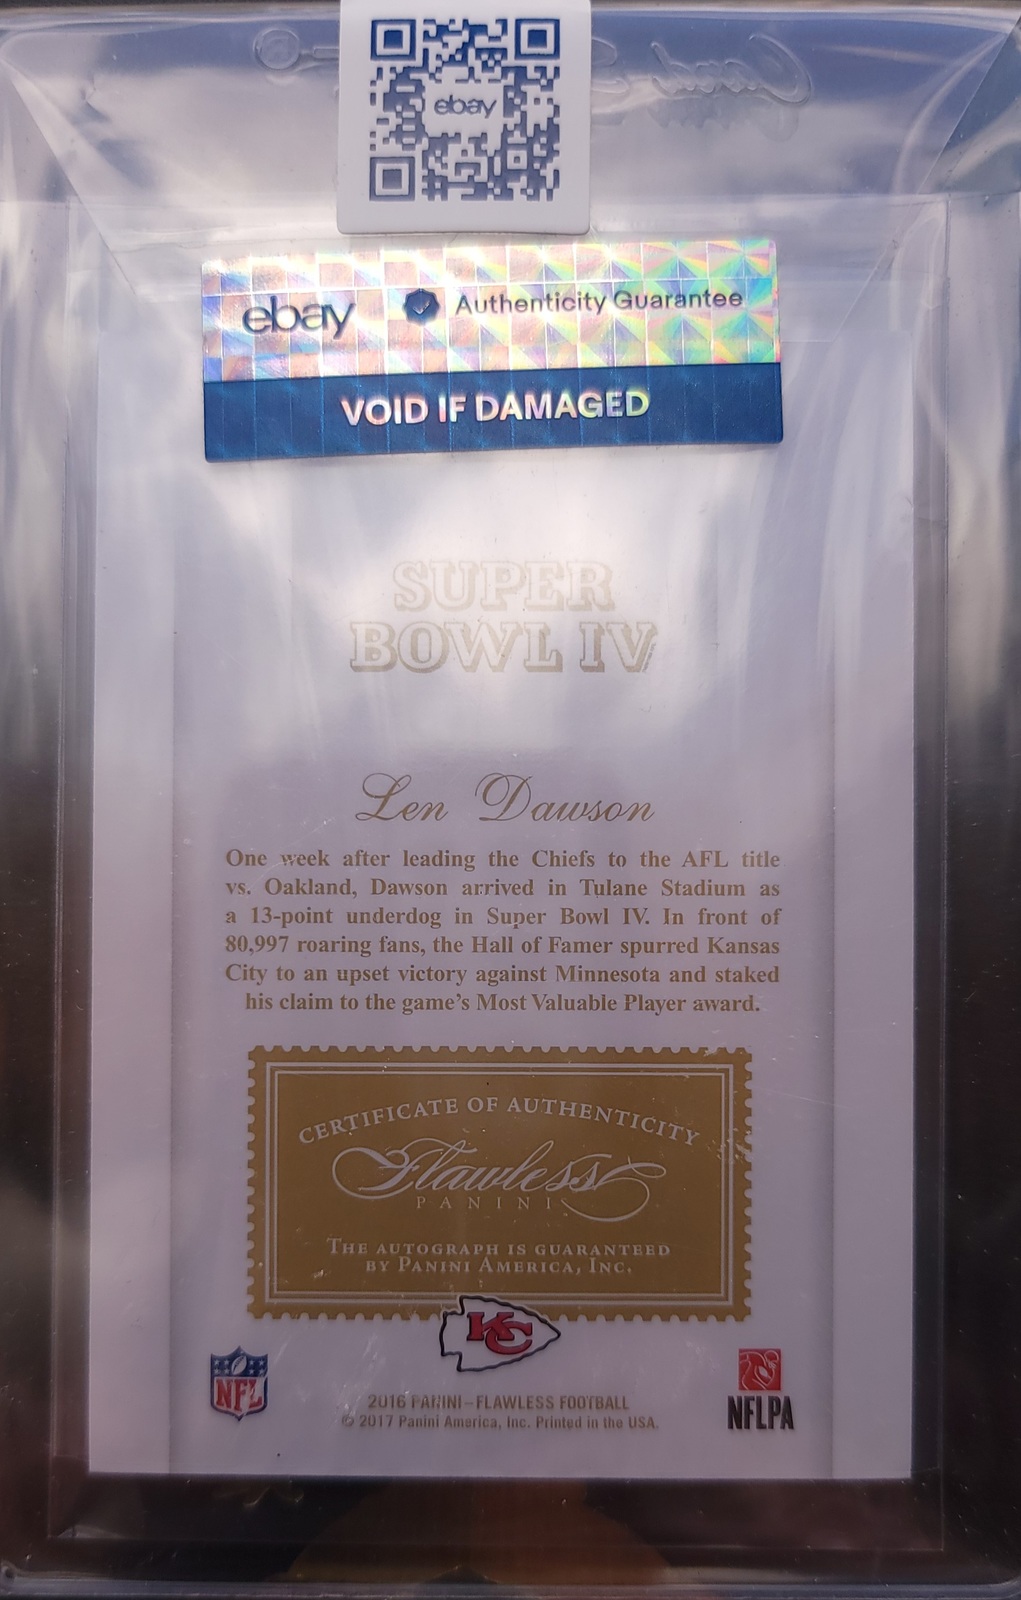 ebay
ebay Authenticity Guarantee
VOID IF DAMAGED
SUPER
BOWL IV
Len Dawson
One week after leading the Chiefs to the AFL title
vs. Oakland, Dawson arrived in Tulane Stadium as
a 13-point underdog in Super Bowl IV. In front of
80,997 roaring fans, the Hall of Famer spurred Kansas
City to an upset victory against Minnesota and staked
his claim to the game's Most Valuable Player award.
CERTIFICATE OF AUTHENTICITY
Flawless
PANINI
THE AUTOGRAPH IS GUARANTEED
BY PANINI AMERICA, INC.
KC
NFL
NFLPA
2016 PANINI–FLAWLESS FOOTBALL
© 2017 Panini America, Inc. Printed in the USA.